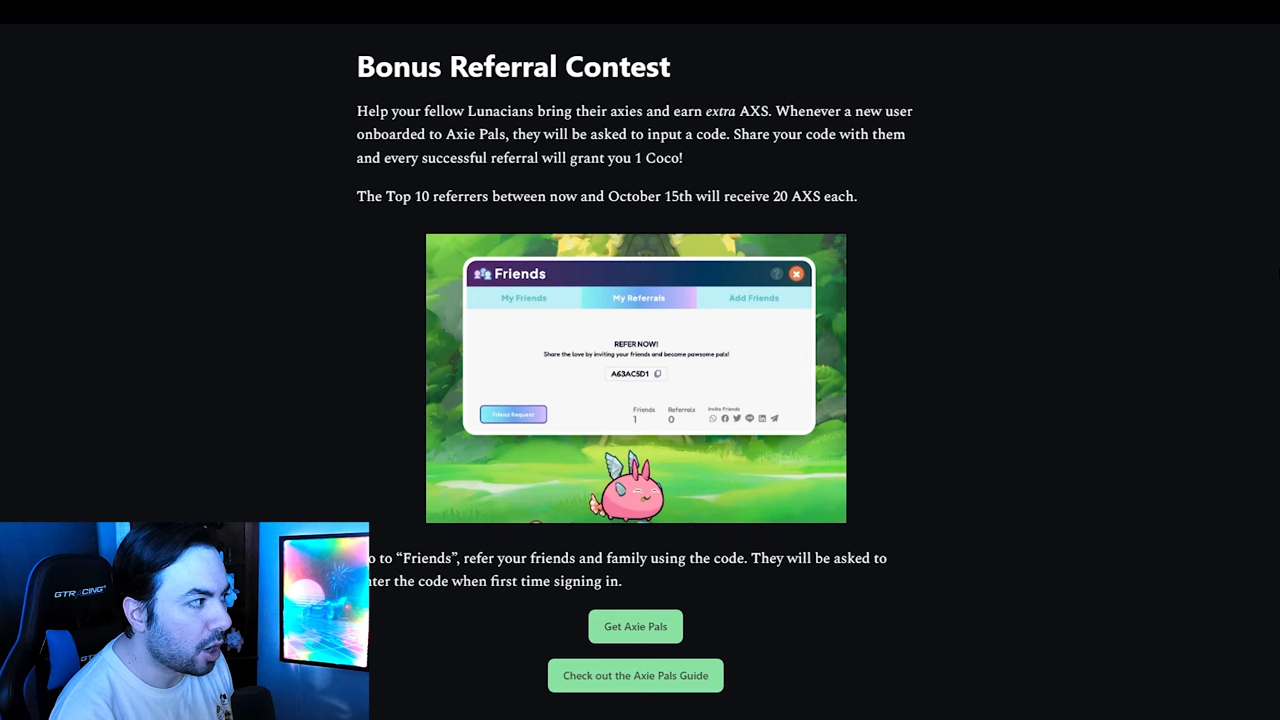 Bonus Referral Contest
Help your fellow Lunacians bring their axies and earn extra AXS. Whenever a new user
onboarded to Axie Pals, they will be asked to input a code. Share your code with them
and every successful referral will grant you 1 Coco!
The Top 10 referrers between now and October 15th will receive 20 AXS each.
Friends
My Friends My Referrals Add Friends
REFER NOW!
Share the love by inviting your friends and become pawsome pals!
A63AC5D1
Friend Request
Friends Referrals Invite Friends
1 0
to “Friends”, refer your friends and family using the code. They will be asked to
the code when first time signing in.
GTRACING
Get Axie Pals
Check out the Axie Pals Guide